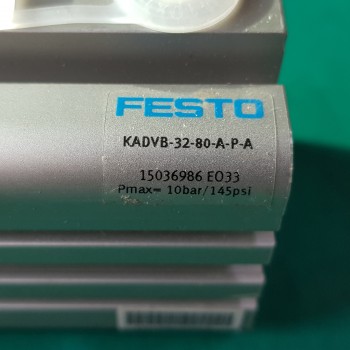 FESTO
KADVB-32-80-A-P-A
15036986 EO33
Pmax= 10bar/145psi